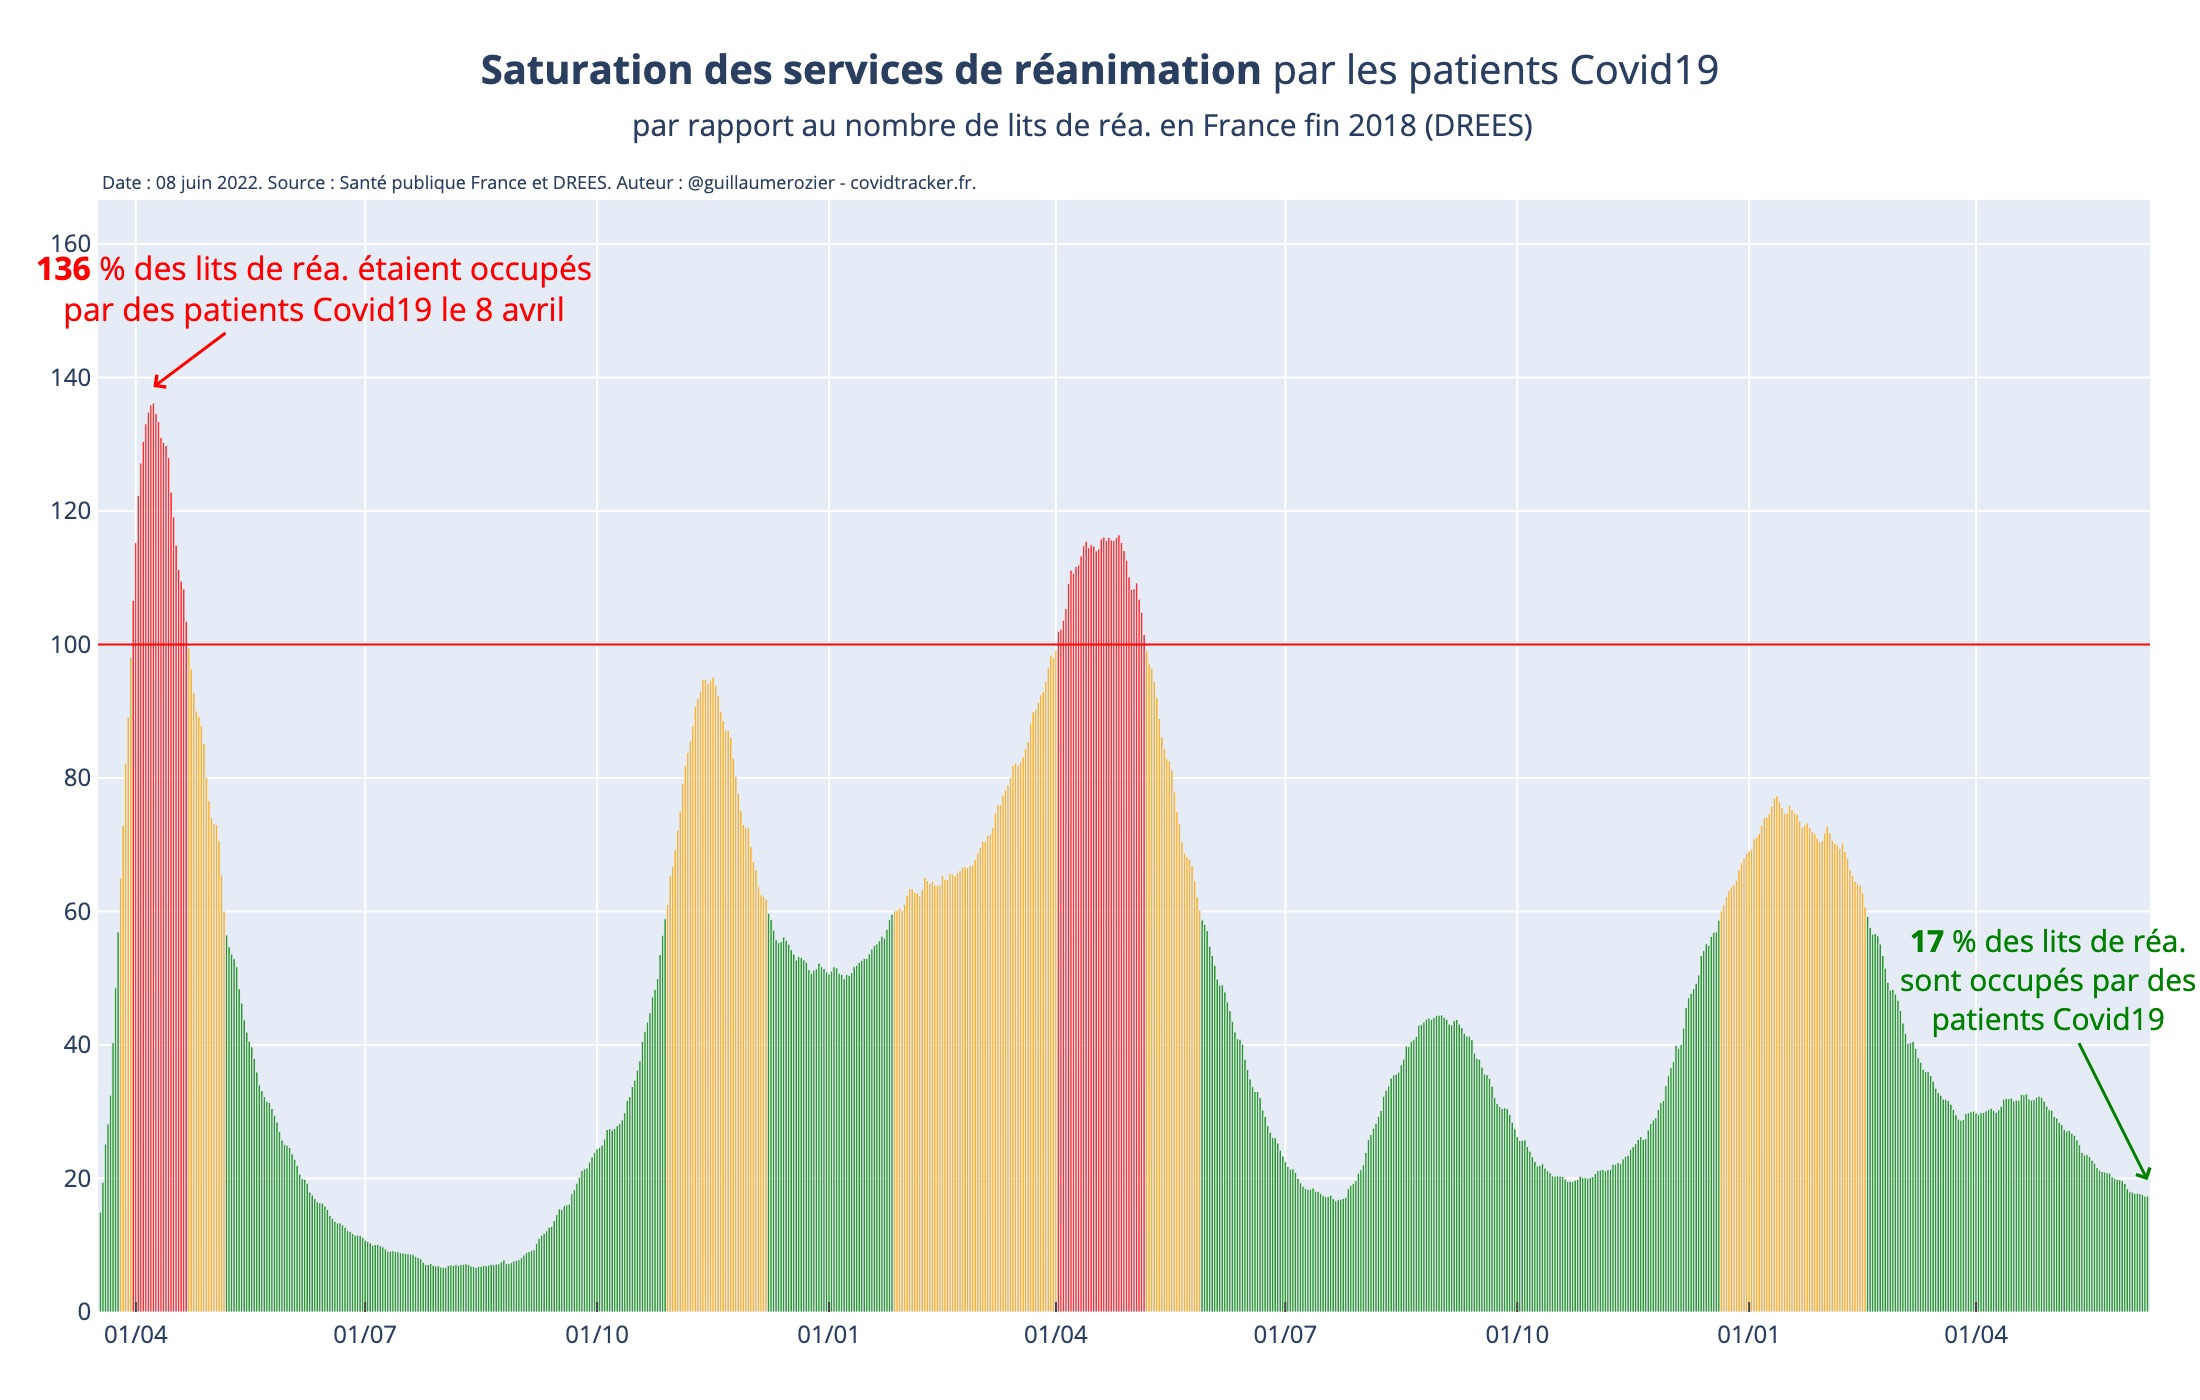 Saturation des services de réanimation par les patients Covid19
par rapport au nombre de lits de réa. en France fin 2018 (DREES)
Date : 08 juin 2022. Source : Santé publique France et DREES. Auteur : @guillaumerozier - covidtracker.fr.
160
136 % des lits de réa. étaient occupés
par des patients Covid19 le 8 avril
140
120
100
80
60
17 % des lits de réa.
sont occupés par des
patients Covid19
40
20
0
01/04 01/07 01/10 01/01 01/04 01/07 01/10 01/01 01/04